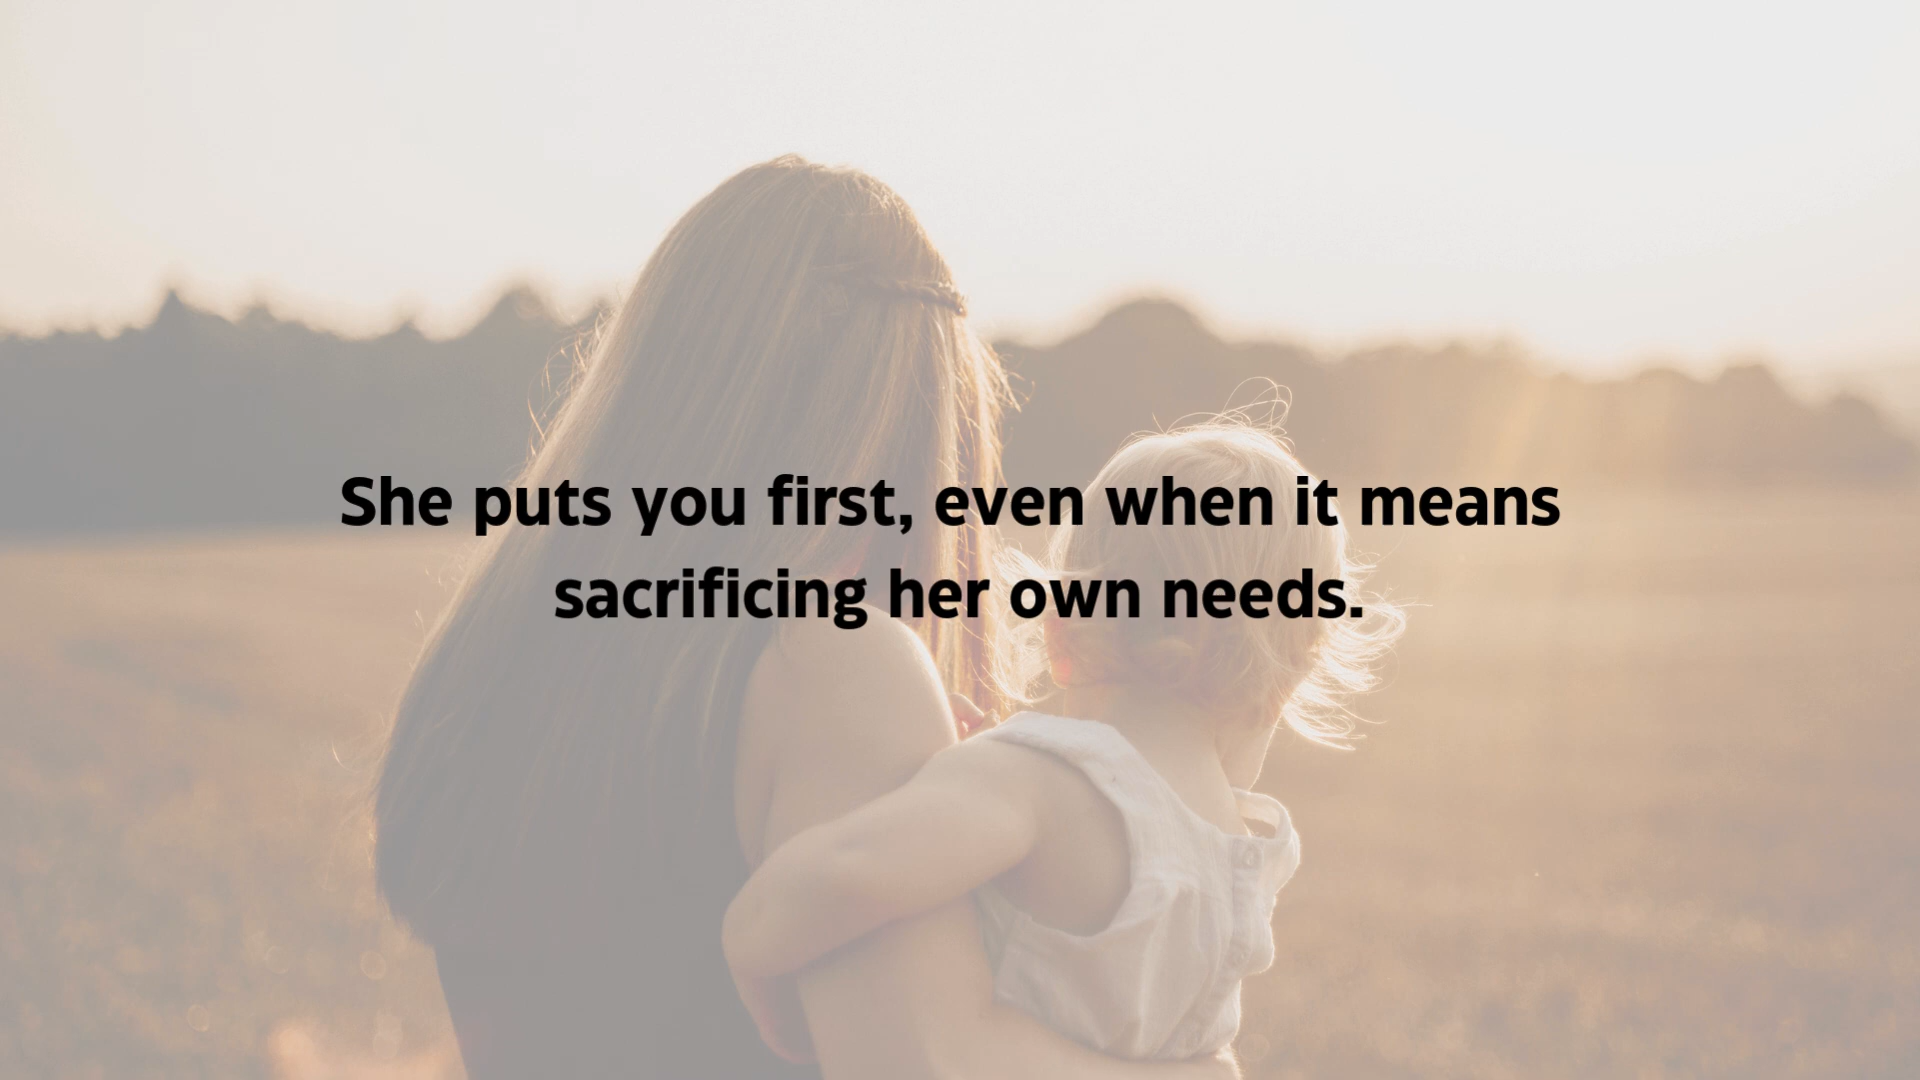 She puts you first, even when it means
sacrificing her own needs.